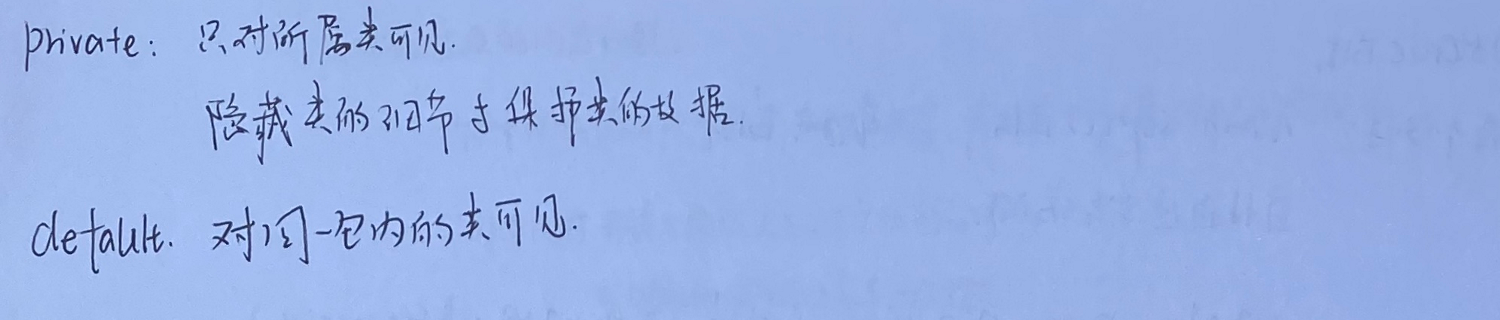 private: 只对所属类可见.
隐藏类的细节与保护类的数据.
default. 对同一包内的类可见.